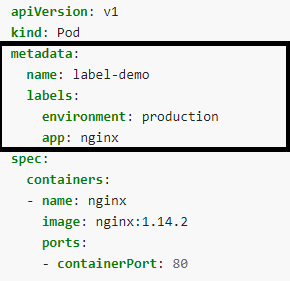 apiVersion: v1
kind: Pod
metadata:
  name: label-demo
  labels:
    environment: production
    app: nginx
spec:
  containers:
  - name: nginx
    image: nginx:1.14.2
    ports:
    - containerPort: 80